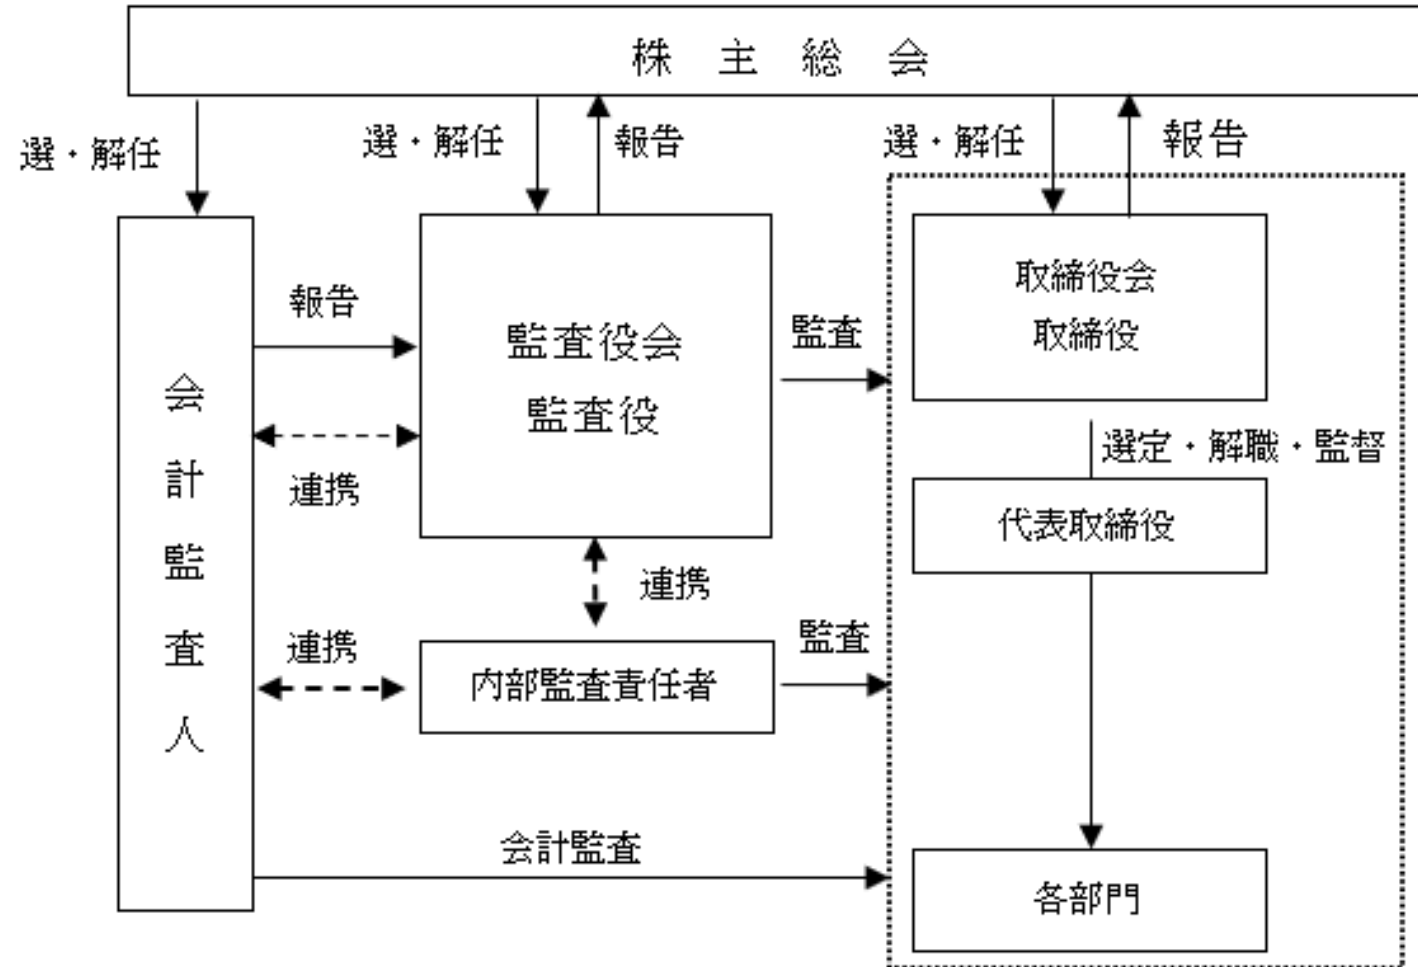 株主総会
選・解任
選・解任
報告
選・解任
報告
報告
監査役会
監査役
監査
取締役会
取締役
会計監査人
連携
選定・解職・監督
代表取締役
連携
連携
内部監査責任者
監査
会計監査
各部門